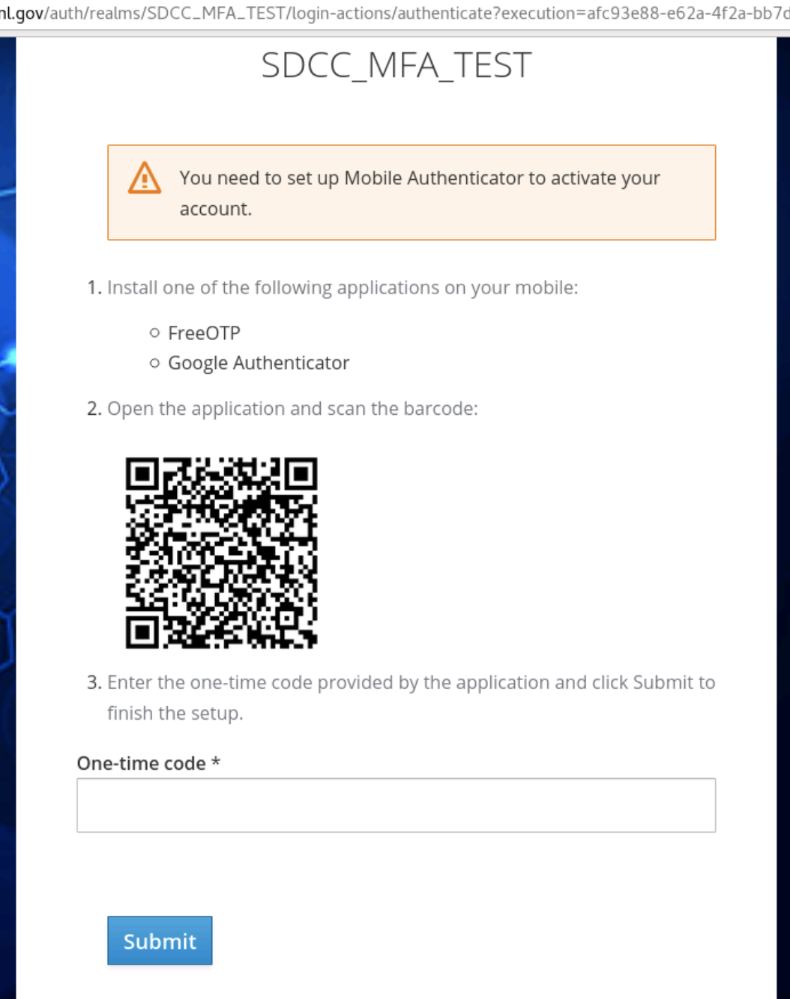 nl.gov/auth/realms/SDCC_MFA_TEST/login-actions/authenticate?execution=afc93e88-e62a-4f2a-bb7d
SDCC_MFA_TEST
You need to set up Mobile Authenticator to activate your
account.
1. Install one of the following applications on your mobile:
FreeOTP
Google Authenticator
2. Open the application and scan the barcode:
3. Enter the one-time code provided by the application and click Submit to
finish the setup.
One-time code *
Submit